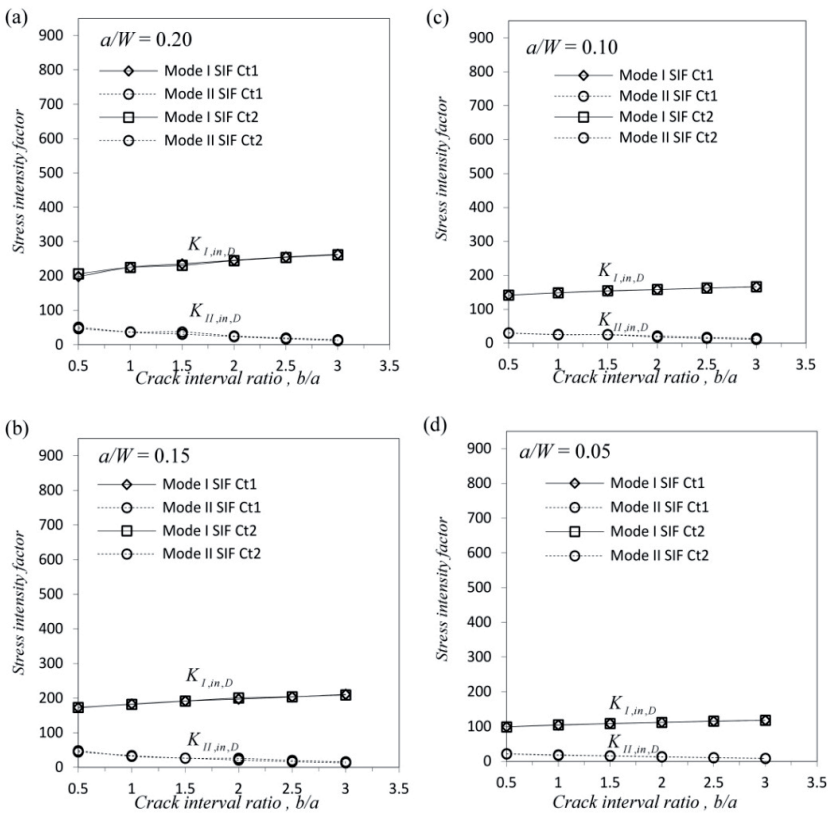 (a)
a/W = 0.20
Mode I SIF Ct1
Mode II SIF Ct1
Mode I SIF Ct2
Mode II SIF Ct2
900
800
700
600
500
400
300
200
100
0
Stress intensity factor
K I,in,D
K II,in,D
0.5 1 1.5 2 2.5 3 3.5
Crack interval ratio , b/a
(c)
a/W = 0.10
Mode I SIF Ct1
Mode II SIF Ct1
Mode I SIF Ct2
Mode II SIF Ct2
900
800
700
600
500
400
300
200
100
0
Stress intensity factor
K I,in,D
K II,in,D
0.5 1 1.5 2 2.5 3 3.5
Crack interval ratio , b/a
(b)
a/W = 0.15
Mode I SIF Ct1
Mode II SIF Ct1
Mode I SIF Ct2
Mode II SIF Ct2
900
800
700
600
500
400
300
200
100
0
Stress intensity factor
K I,in,D
K II,in,D
0.5 1 1.5 2 2.5 3 3.5
Crack interval ratio , b/a
(d)
a/W = 0.05
Mode I SIF Ct1
Mode II SIF Ct1
Mode I SIF Ct2
Mode II SIF Ct2
900
800
700
600
500
400
300
200
100
0
Stress intensity factor
K I,in,D
K II,in,D
0.5 1 1.5 2 2.5 3 3.5
Crack interval ratio , b/a